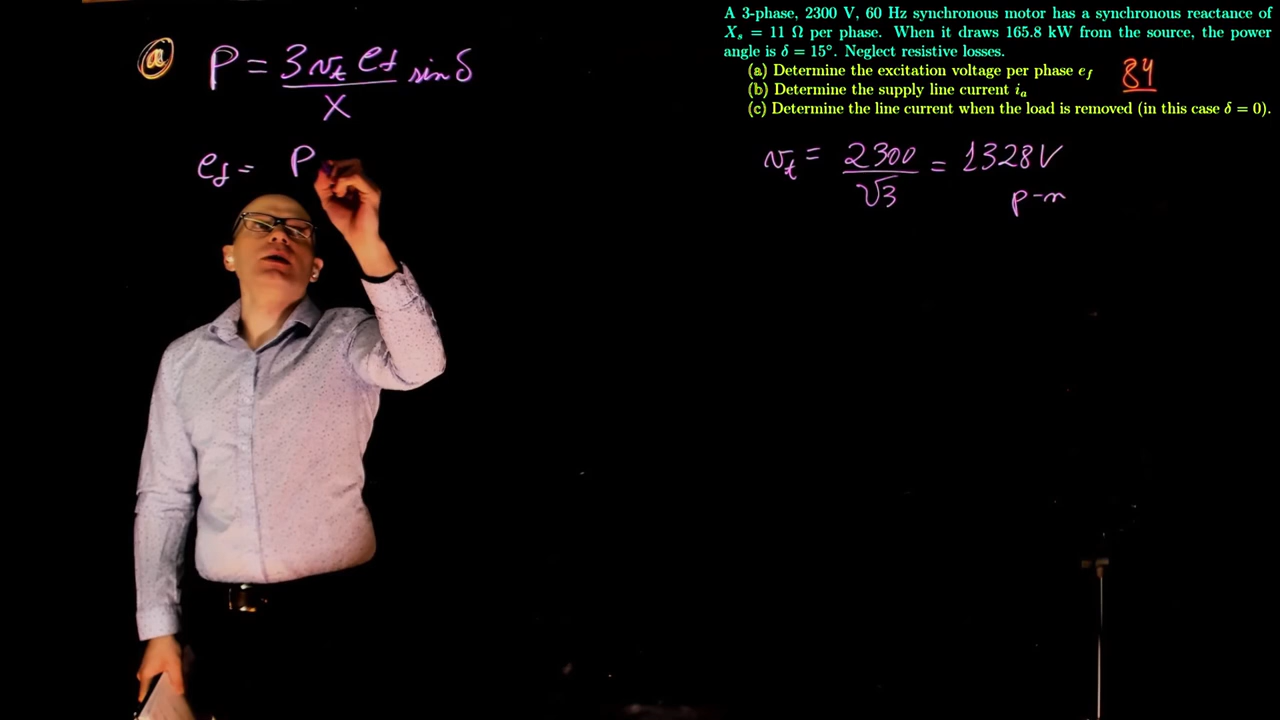 A 3-phase, 2300 V, 60 Hz synchronous motor has a synchronous reactance of
X_s = 11 Ω per phase. When it draws 165.8 kW from the source, the power
angle is δ = 15°. Neglect resistive losses.
(a) Determine the excitation voltage per phase e_f
(b) Determine the supply line current i_a
(c) Determine the line current when the load is removed (in this case δ = 0).
84
ⓐ P = 3 v_t e_f / X sin δ
e_f = P
v_t = 2300 / √3 = 1328 V
p-n